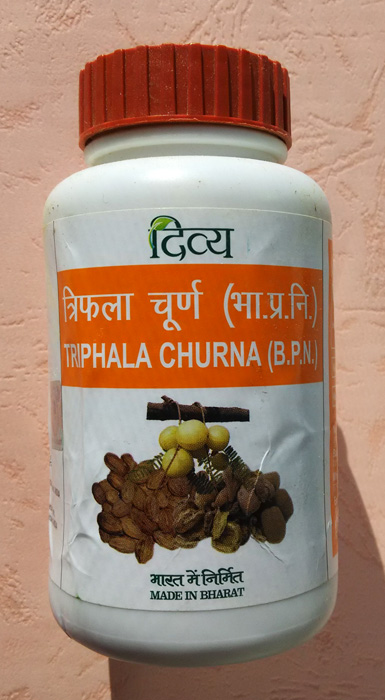 दिव्य
त्रिफला चूर्ण (भा.प्र.नि.)
TRIPHALA CHURNA (B.P.N.)
भारत में निर्मित
MADE IN BHARAT